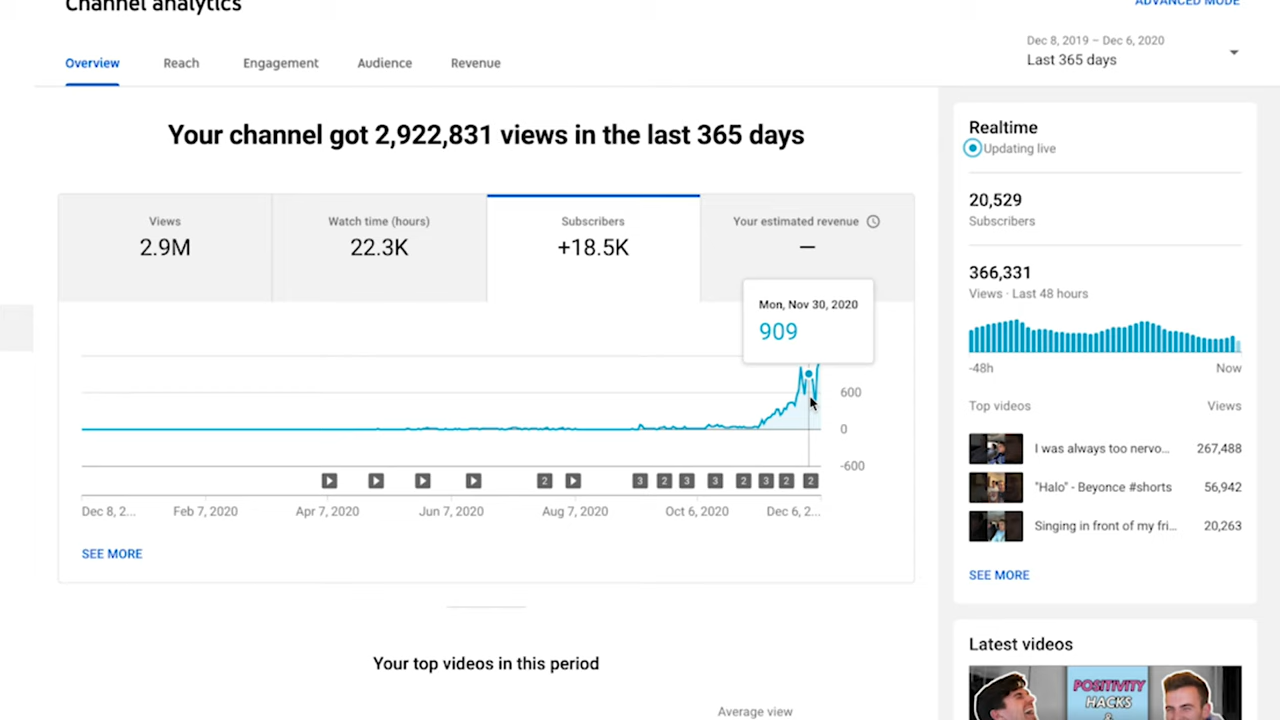 Channel analytics
ADVANCED MODE
Overview
Reach
Engagement
Audience
Revenue
Dec 8, 2019 – Dec 6, 2020
Last 365 days
Your channel got 2,922,831 views in the last 365 days
Views
2.9M
Watch time (hours)
22.3K
Subscribers
+18.5K
Your estimated revenue
—
Mon, Nov 30, 2020
909
600
0
-600
2
3
2
3
3
2
3
2
2
Dec 8, 2...
Feb 7, 2020
Apr 7, 2020
Jun 7, 2020
Aug 7, 2020
Oct 6, 2020
Dec 6, 2...
SEE MORE
Your top videos in this period
Average view
Realtime
Updating live
20,529
Subscribers
366,331
Views · Last 48 hours
-48h
Now
Top videos
Views
I was always too nervo...
267,488
"Halo" - Beyonce #shorts
56,942
Singing in front of my fri...
20,263
SEE MORE
Latest videos
POSITIVITY
HACKS
&